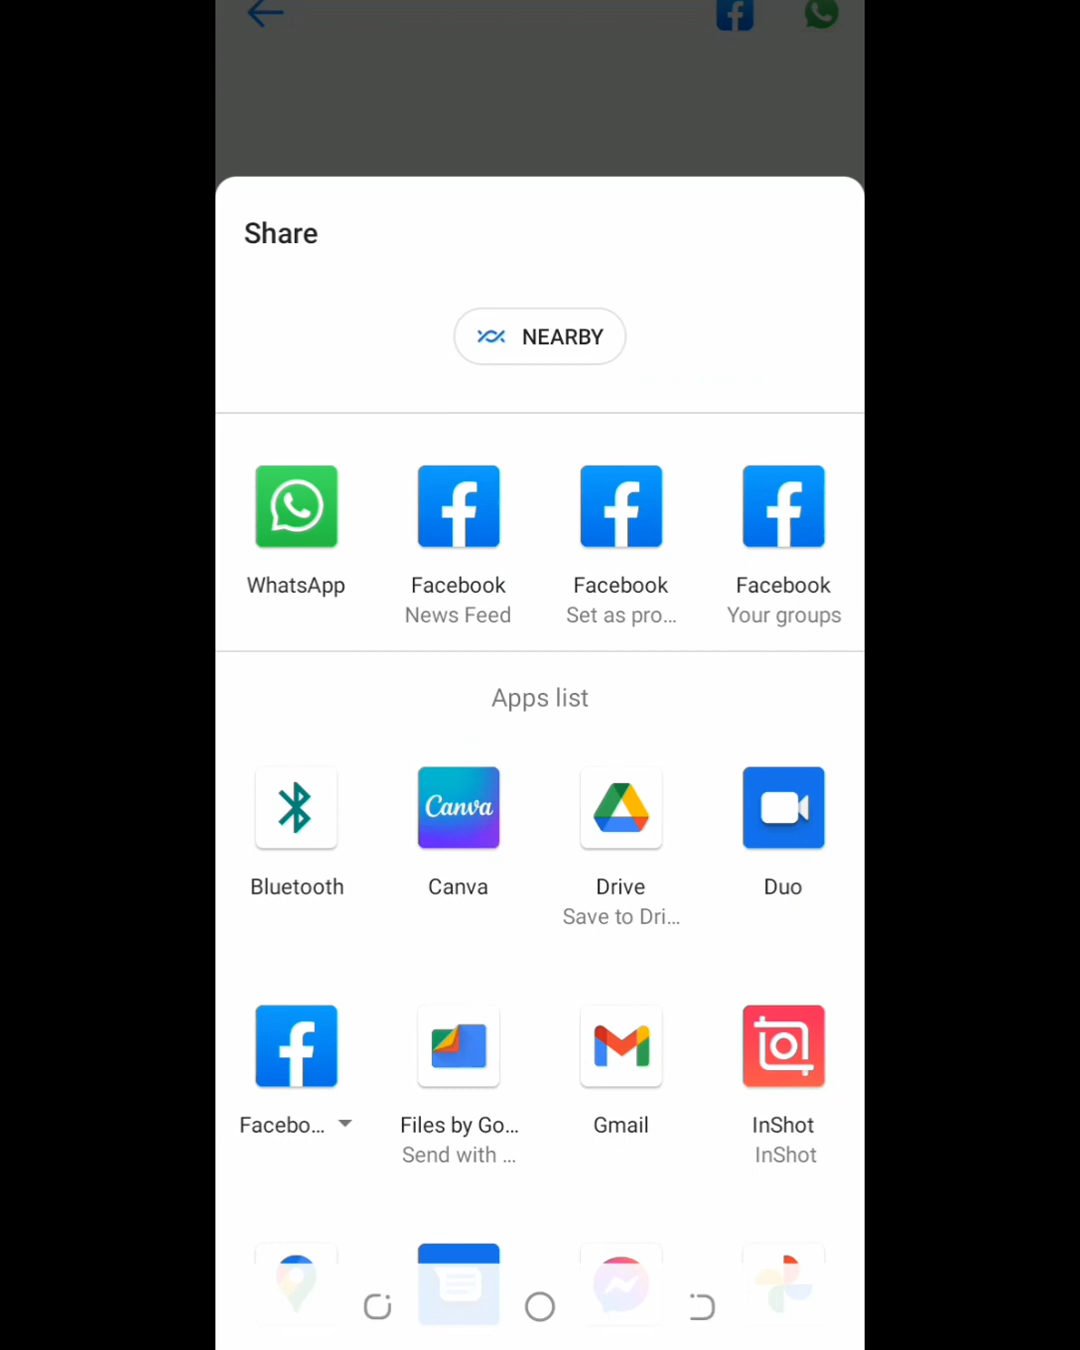 Share
NEARBY
WhatsApp
Facebook
News Feed
Facebook
Set as pro...
Facebook
Your groups
Apps list
Bluetooth
Canva
Canva
Drive
Save to Dri...
Duo
Facebo...
Files by Go...
Send with ...
Gmail
InShot
InShot